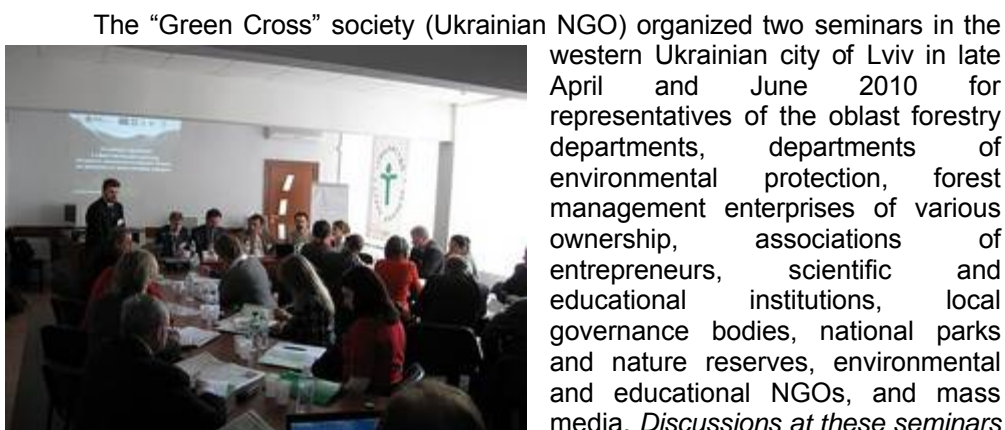 The “Green Cross” society (Ukrainian NGO) organized two seminars in the
western Ukrainian city of Lviv in late
April and June 2010 for
representatives of the oblast forestry
departments, departments of
environmental protection, forest
management enterprises of various
ownership, associations of
entrepreneurs, scientific and
educational institutions, local
governance bodies, national parks
and nature reserves, environmental
and educational NGOs, and mass
media. Discussions at these seminars